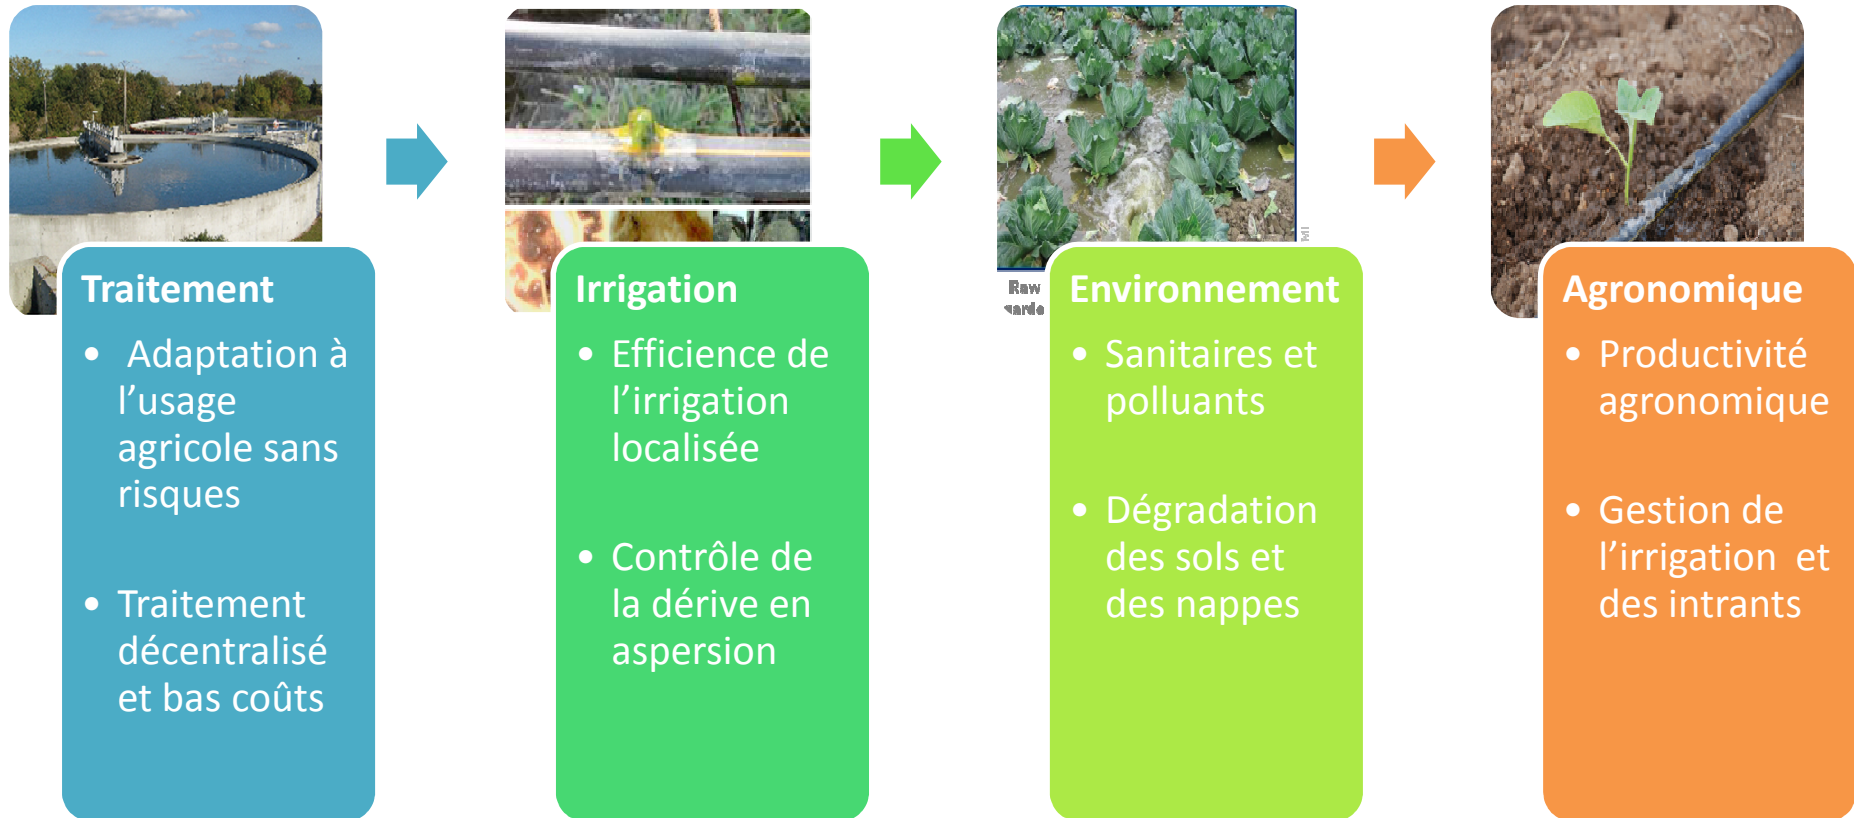 Traitement
• Adaptation à
l’usage
agricole sans
risques
• Traitement
décentralisé
et bas coûts
Irrigation
• Efficience de
l’irrigation
localisée
• Contrôle de
la dérive en
aspersion
Raw
Environnement
• Sanitaires et
polluants
• Dégradation
des sols et
des nappes
Agronomique
• Productivité
agronomique
• Gestion de
l’irrigation et
des intrants